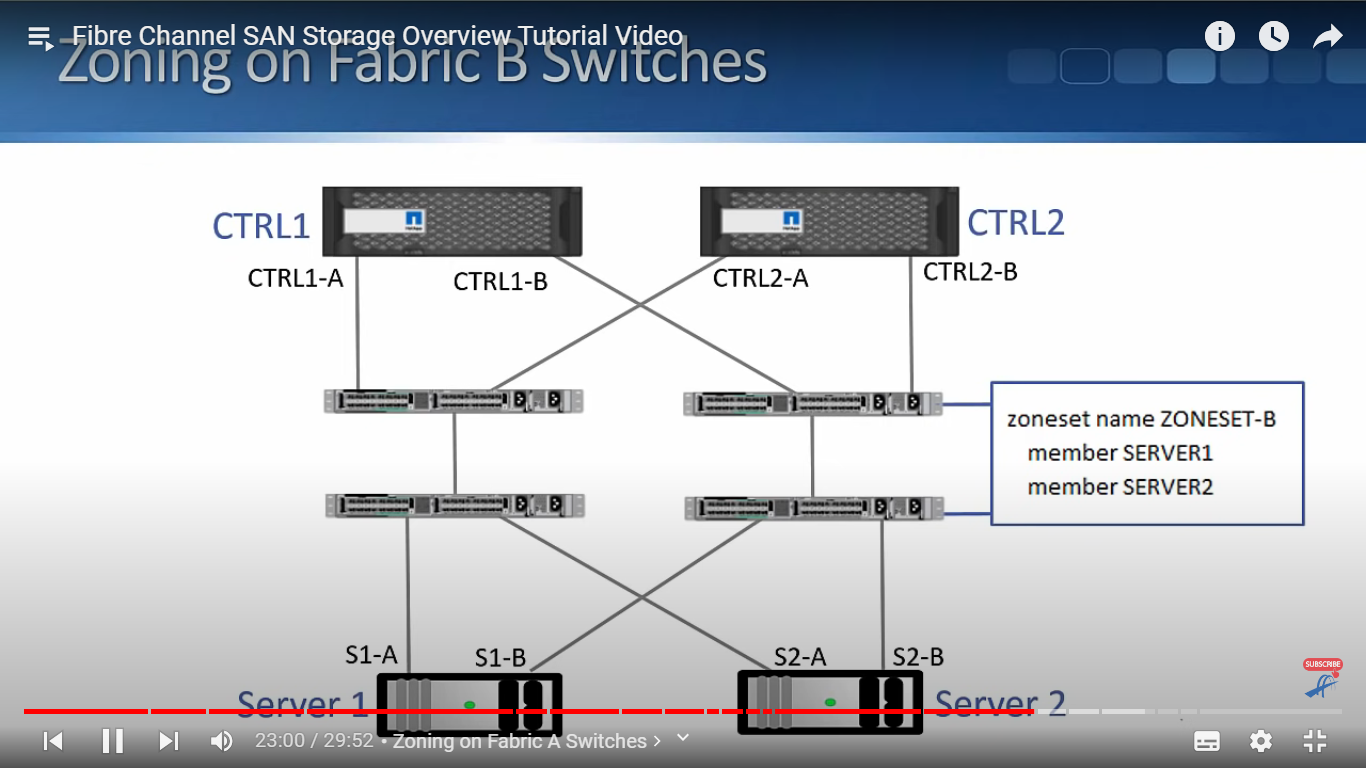 Fibre Channel SAN Storage Overview Tutorial Video
Zoning on Fabric B Switches
CTRL1
CTRL2
CTRL1-A
CTRL1-B
CTRL2-A
CTRL2-B
zoneset name ZONESET-B
member SERVER1
member SERVER2
S1-A
S1-B
S2-A
S2-B
Server 1
Server 2
SUBSCRIBE
23:00 / 29:52 • Zoning on Fabric A Switches